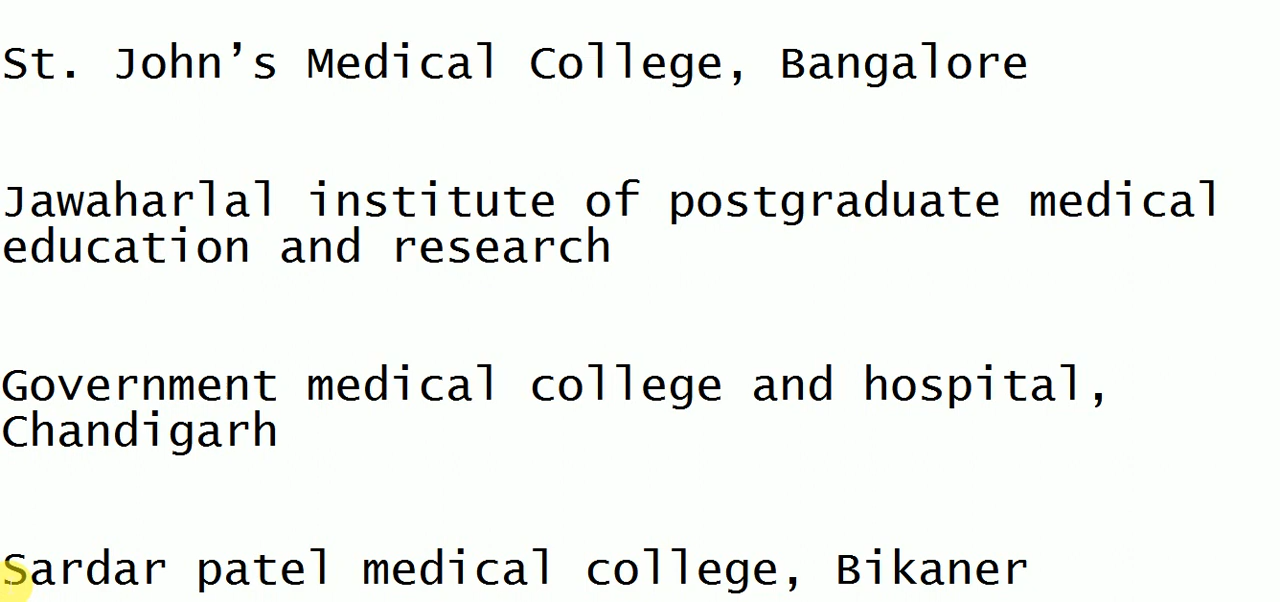 St. John’s Medical College, Bangalore
Jawaharlal institute of postgraduate medical
education and research
Government medical college and hospital,
Chandigarh
Sardar patel medical college, Bikaner